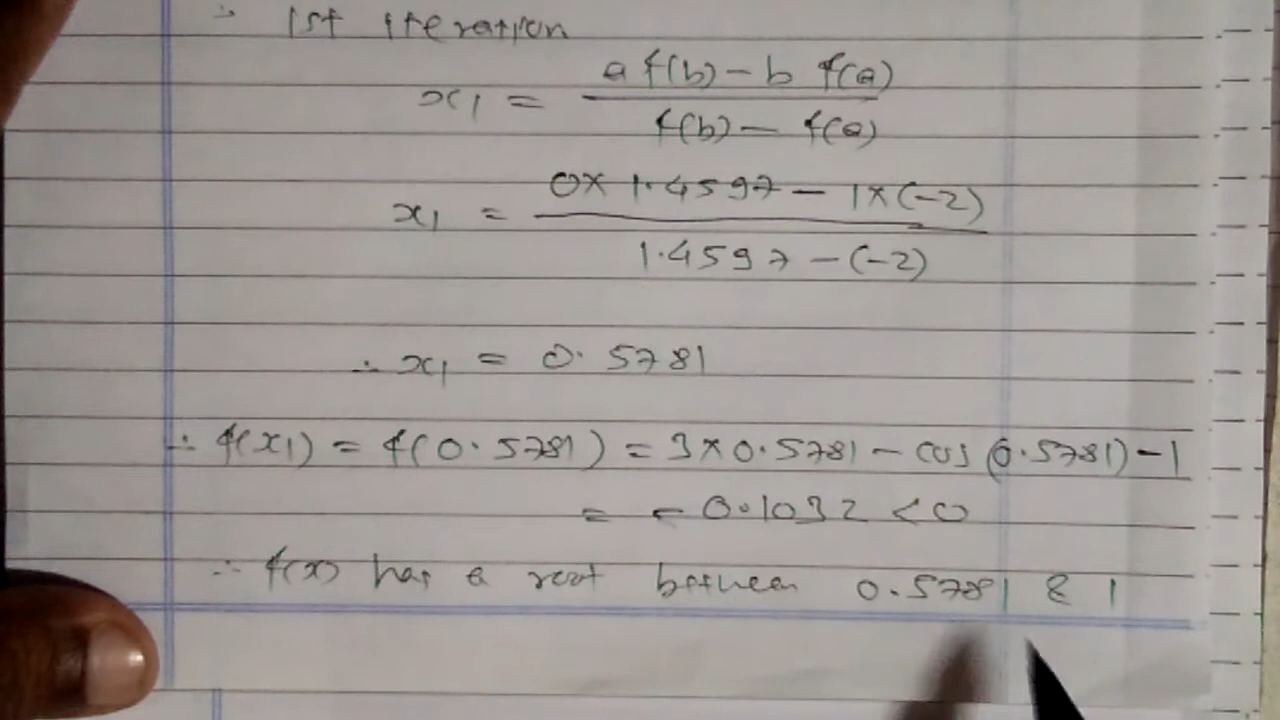 ∴ 1st iteration
x₁ = a f(b) − b f(a) / f(b) − f(a)
x₁ = 0 × 1.4597 − 1 × (−2) / 1.4597 − (−2)
∴ x₁ = 0.5781
∴ f(x₁) = f(0.5781) = 3 × 0.5781 − cos(0.5781) − 1
= − 0.1032 < 0
∴ f(x) has a root between 0.5781 & 1